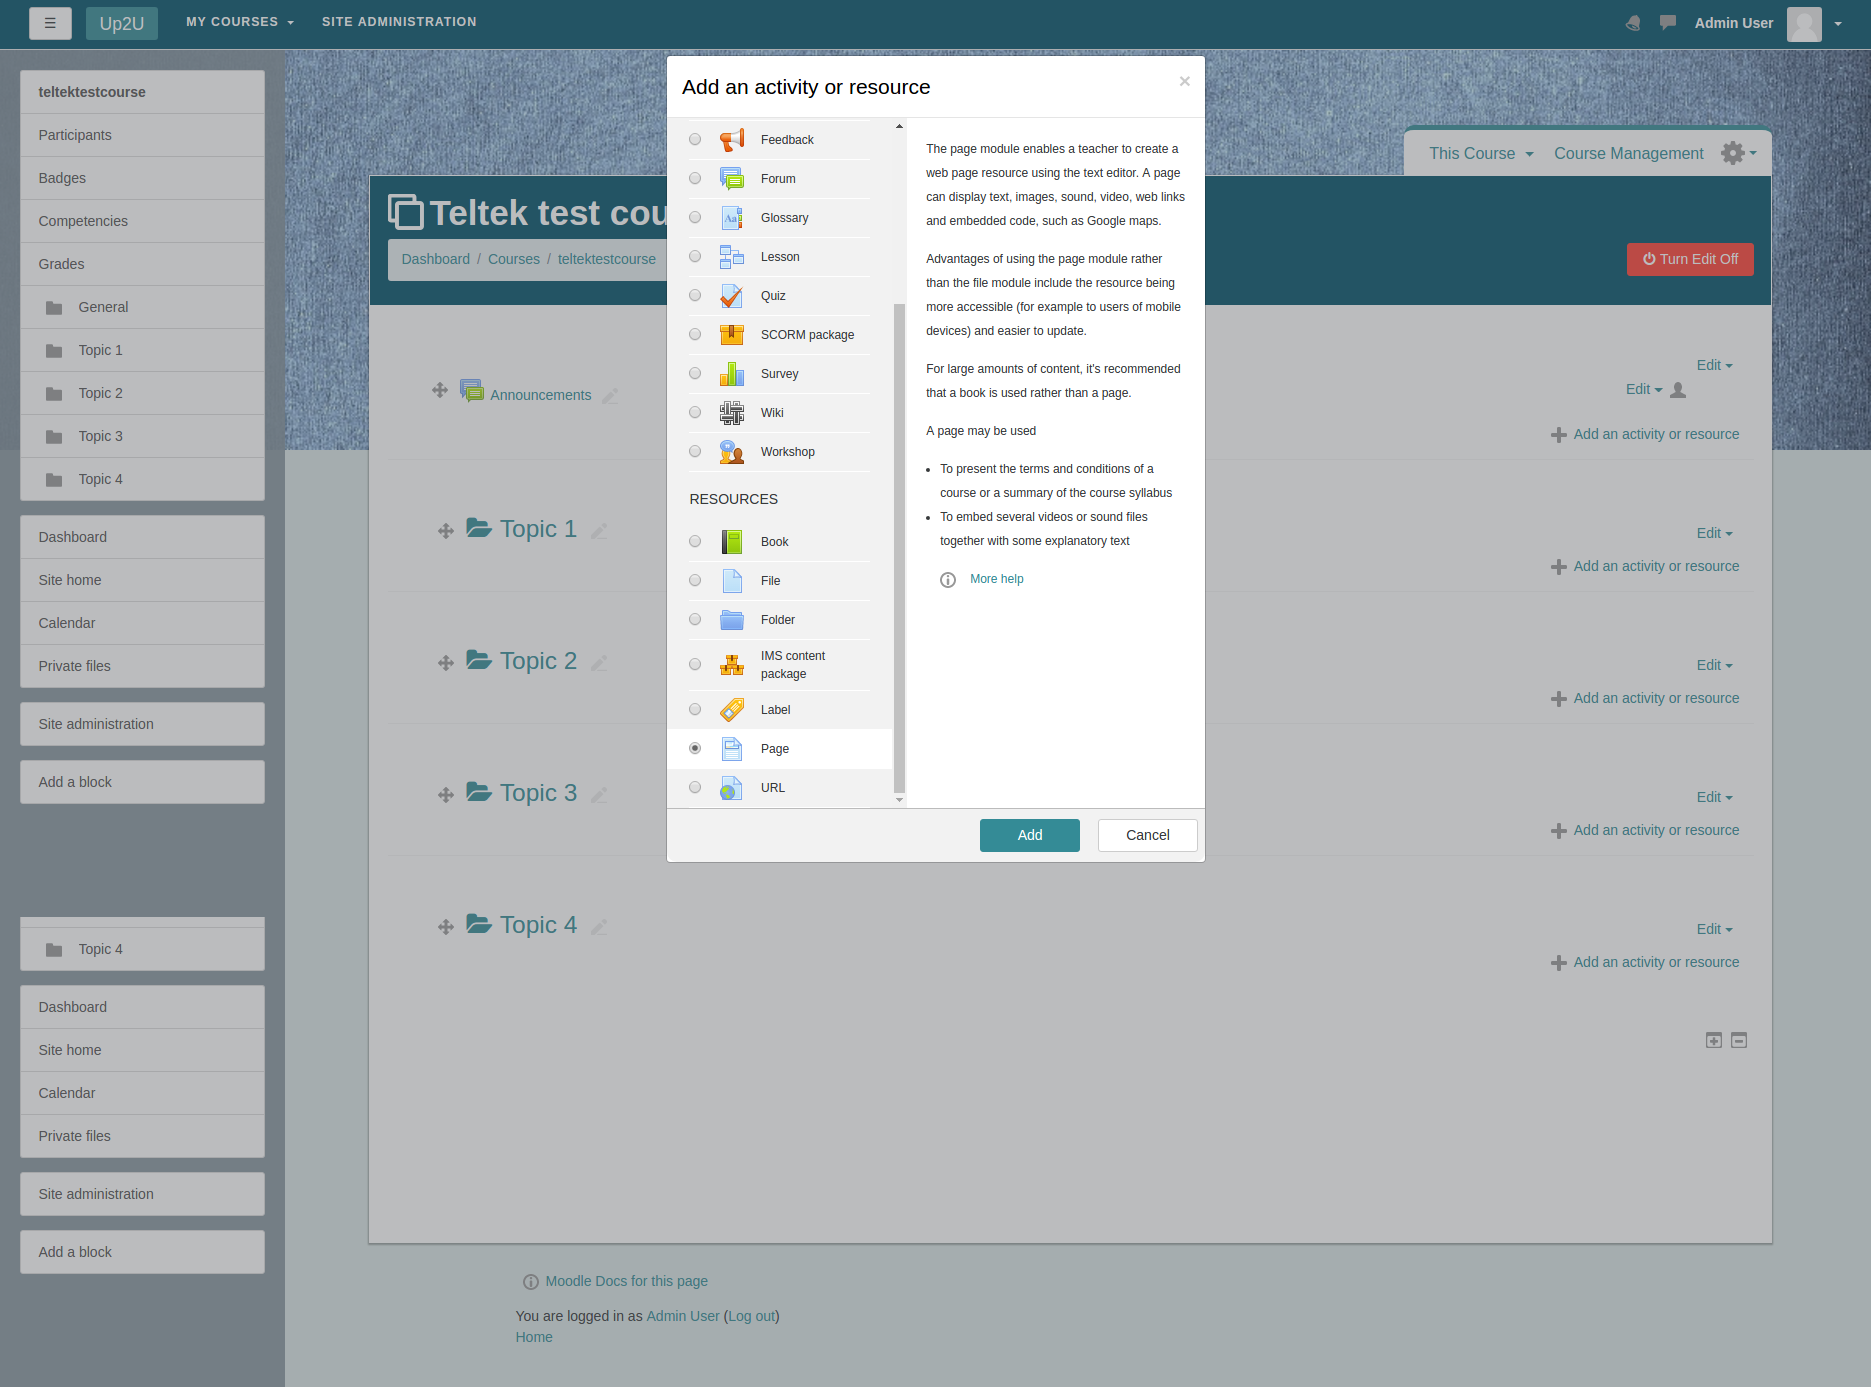 ☰ Up2U MY COURSES SITE ADMINISTRATION Admin User
teltektestcourse
Participants
Badges
Competencies
Grades
General
Topic 1
Topic 2
Topic 3
Topic 4
Dashboard
Site home
Calendar
Private files
Site administration
Add a block
Topic 4
Dashboard
Site home
Calendar
Private files
Site administration
Add a block
This Course Course Management
Teltek test cou
Dashboard / Courses / teltektestcourse
Turn Edit Off
Edit
Announcements Edit
Add an activity or resource
Topic 1 Edit
Add an activity or resource
Topic 2 Edit
Add an activity or resource
Topic 3 Edit
Add an activity or resource
Topic 4 Edit
Add an activity or resource
Add an activity or resource ×
Feedback
Forum
Glossary
Lesson
Quiz
SCORM package
Survey
Wiki
Workshop
RESOURCES
Book
File
Folder
IMS content
package
Label
Page
URL
The page module enables a teacher to create a
web page resource using the text editor. A page
can display text, images, sound, video, web links
and embedded code, such as Google maps.
Advantages of using the page module rather
than the file module include the resource being
more accessible (for example to users of mobile
devices) and easier to update.
For large amounts of content, it's recommended
that a book is used rather than a page.
A page may be used
• To present the terms and conditions of a
course or a summary of the course syllabus
• To embed several videos or sound files
together with some explanatory text
More help
Add Cancel
Moodle Docs for this page
You are logged in as Admin User (Log out)
Home